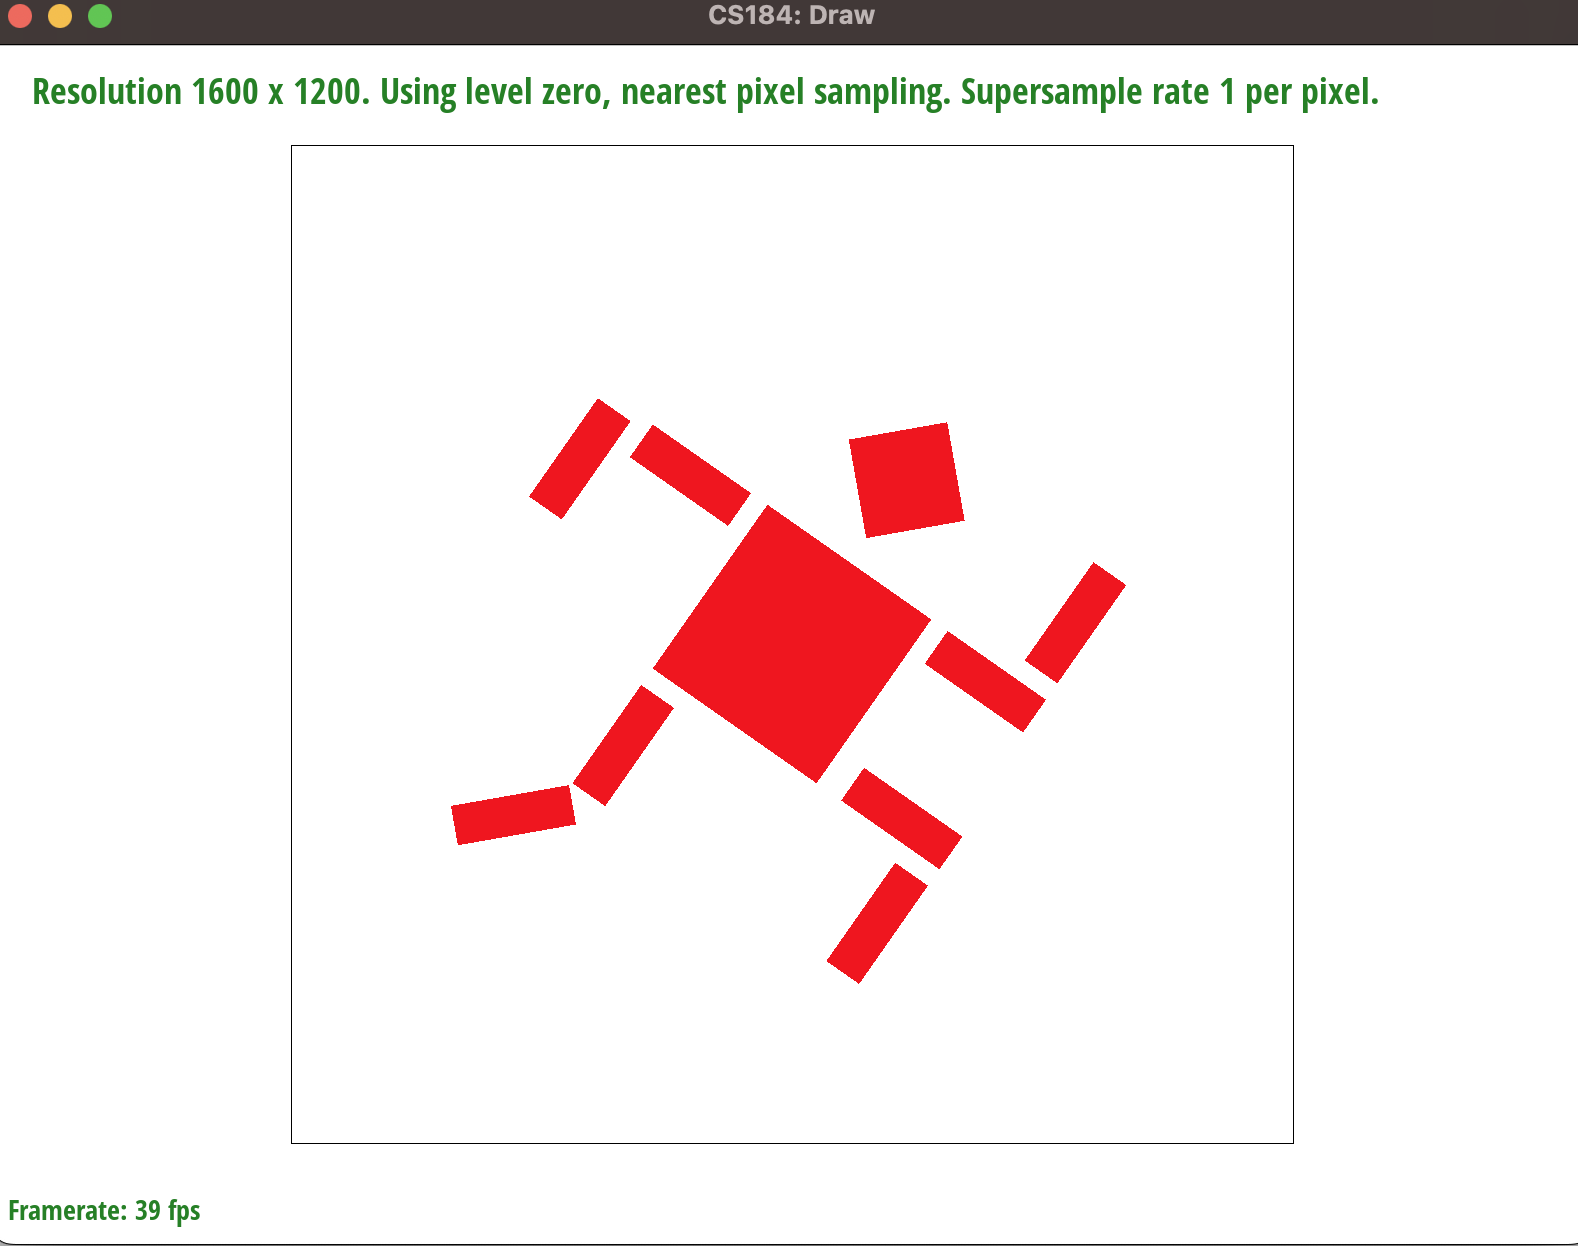 CS184: Draw
Resolution 1600 x 1200. Using level zero, nearest pixel sampling. Supersample rate 1 per pixel.
Framerate: 39 fps